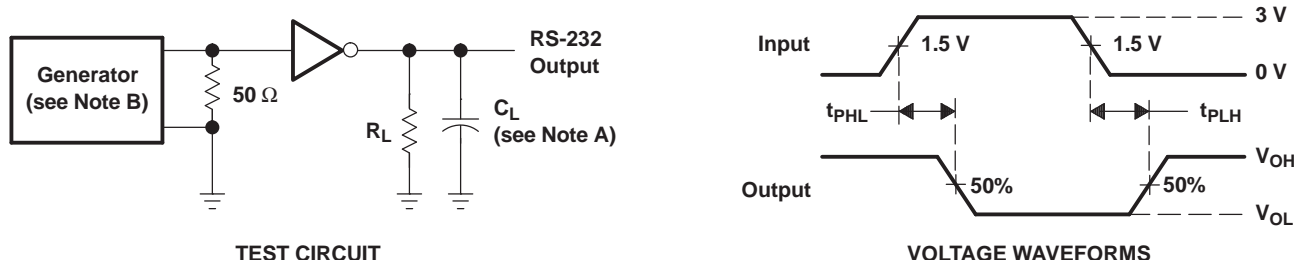 Generator
(see Note B)
50 Ω
RS-232
Output
R_L
C_L
(see Note A)
TEST CIRCUIT
Input
1.5 V
1.5 V
3 V
0 V
t_PHL
t_PLH
Output
50%
50%
V_OH
V_OL
VOLTAGE WAVEFORMS